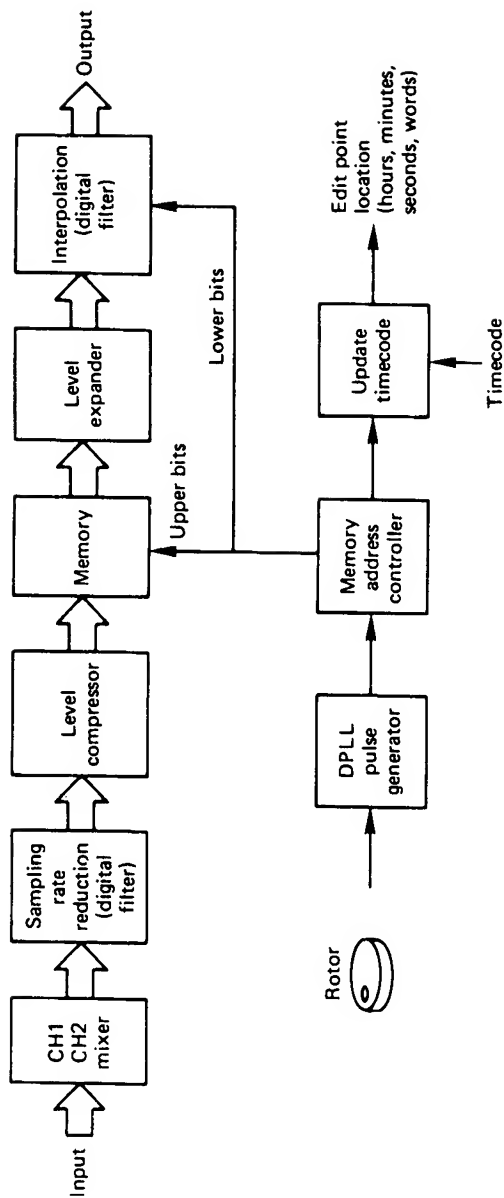 Input
CH1
CH2
mixer
Sampling
rate
reduction
(digital
filter)
Level
compressor
Memory
Level
expander
Interpolation
(digital
filter)
Output
Upper bits
Lower bits
Rotor
DPLL
pulse
generator
Memory
address
controller
Update
timecode
Timecode
Edit point
location
(hours, minutes,
seconds, words)